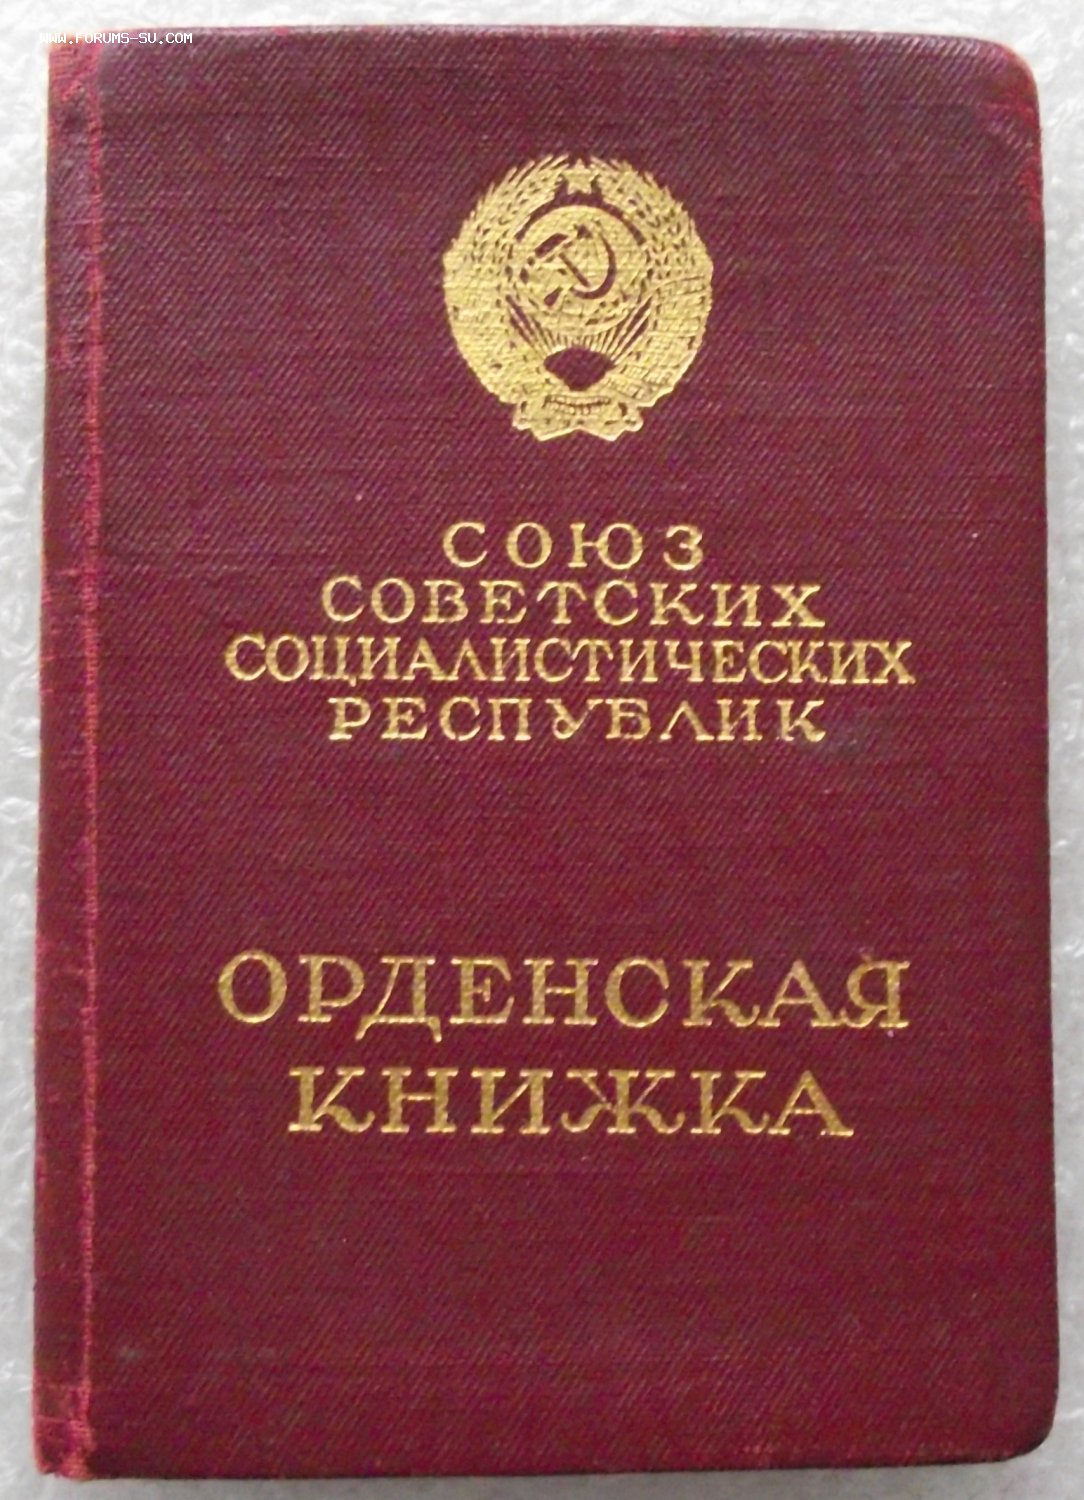 WWW.FORUMS-SU.COM
СОЮЗ
СОВЕТСКИХ
СОЦИАЛИСТИЧЕСКИХ
РЕСПУБЛИК
ОРДЕНСКАЯ
КНИЖКА